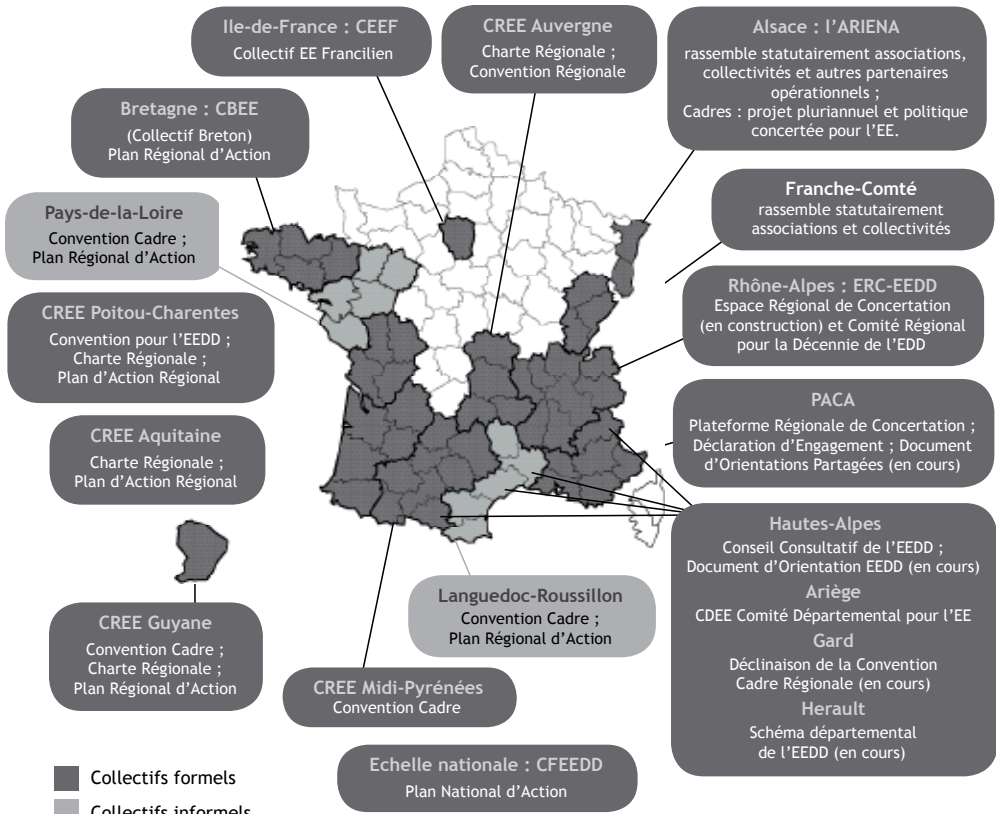 Ile-de-France : CEEF
Collectif EE Francilien
CREE Auvergne
Charte Régionale ;
Convention Régionale
Alsace : l’ARIENA
rassemble statutairement associations,
collectivités et autres partenaires
opérationnels ;
Cadres : projet pluriannuel et politique
concertée pour l’EE.
Bretagne : CBEE
(Collectif Breton)
Plan Régional d’Action
Franche-Comté
rassemble statutairement
associations et collectivités
Pays-de-la-Loire
Convention Cadre ;
Plan Régional d’Action
Rhône-Alpes : ERC-EEDD
Espace Régional de Concertation
(en construction) et Comité Régional
pour la Décennie de l’EDD
CREE Poitou-Charentes
Convention pour l’EEDD ;
Charte Régionale ;
Plan d’Action Régional
PACA
Plateforme Régionale de Concertation ;
Déclaration d’Engagement ; Document
d’Orientations Partagées (en cours)
CREE Aquitaine
Charte Régionale ;
Plan d’Action Régional
Hautes-Alpes
Conseil Consultatif de l’EEDD ;
Document d’Orientation EEDD (en cours)
Ariège
CDEE Comité Départemental pour l’EE
Gard
Déclinaison de la Convention
Cadre Régionale (en cours)
Herault
Schéma départemental
de l’EEDD (en cours)
Languedoc-Roussillon
Convention Cadre ;
Plan Régional d’Action
CREE Guyane
Convention Cadre ;
Charte Régionale ;
Plan Régional d’Action
CREE Midi-Pyrénées
Convention Cadre
Echelle nationale : CFEEDD
Plan National d’Action
Collectifs formels
Collectifs informels